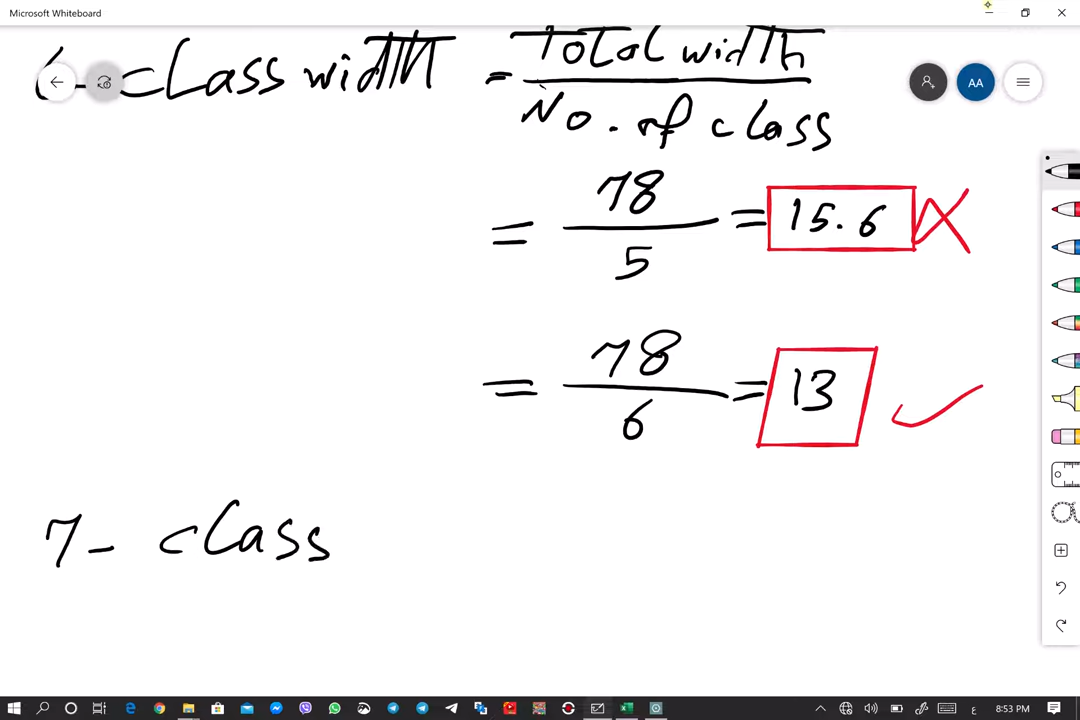 Microsoft Whiteboard
6- class width = Total width / No. of class
= 78 / 5 = 15.6
= 78 / 6 = 13
7- class
AA
ع 8:53 PM